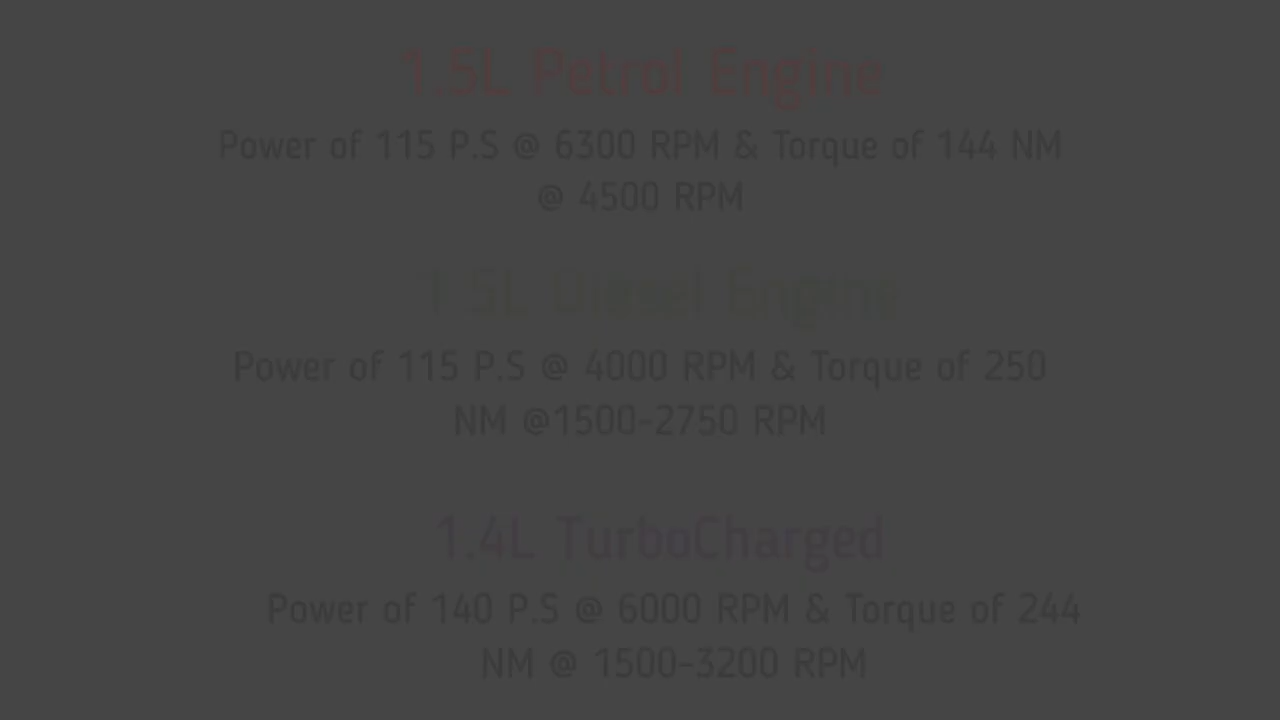 1.5L Petrol Engine
Power of 115 P.S @ 6300 RPM & Torque of 144 NM
@ 4500 RPM
1.5L Diesel Engine
Power of 115 P.S @ 4000 RPM & Torque of 250
NM @1500-2750 RPM
1.4L TurboCharged
Power of 140 P.S @ 6000 RPM & Torque of 244
NM @ 1500-3200 RPM